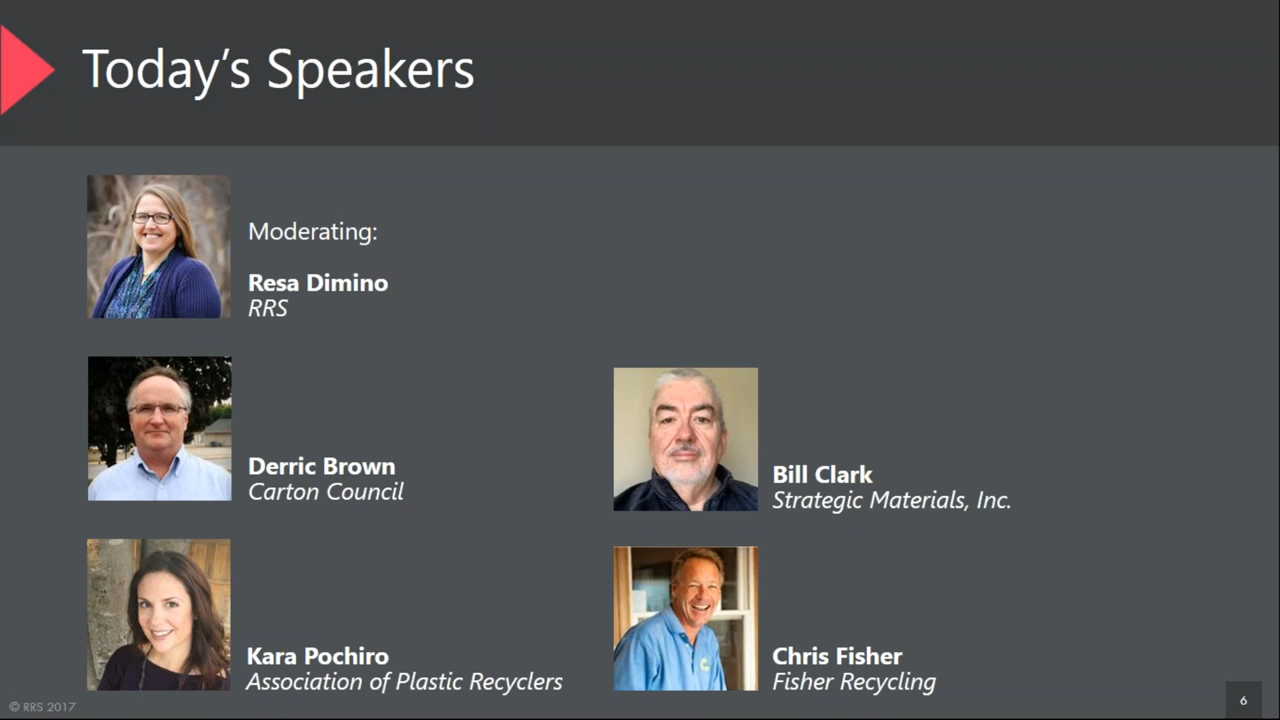 Today's Speakers
Moderating:
Resa Dimino
RRS
Derric Brown
Carton Council
Bill Clark
Strategic Materials, Inc.
Kara Pochiro
Association of Plastic Recyclers
Chris Fisher
Fisher Recycling
© RRS 2017
6